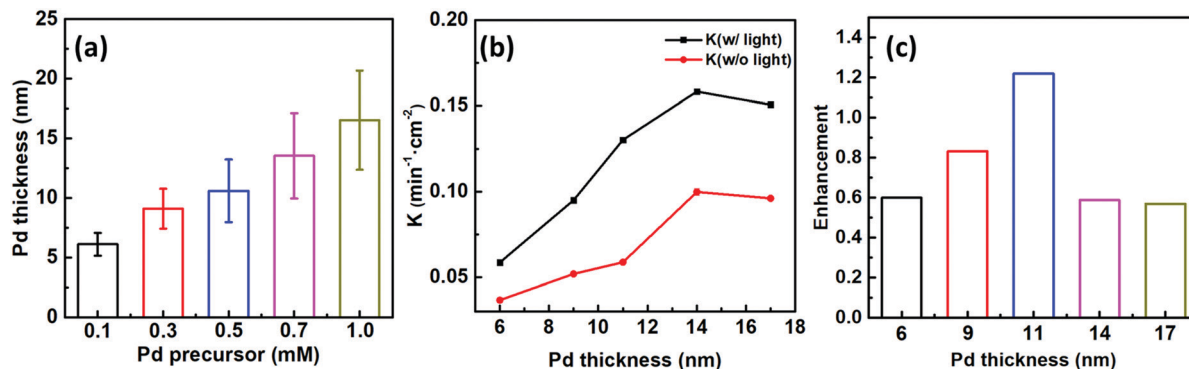 (a)
Pd thickness (nm)
25
20
15
10
5
0
0.1 0.3 0.5 0.7 1.0
Pd precursor (mM)
(b)
K (min⁻¹·cm⁻²)
K(w/ light)
K(w/o light)
0.20
0.15
0.10
0.05
6 8 10 12 14 16 18
Pd thickness (nm)
(c)
Enhancement
1.4
1.2
1.0
0.8
0.6
0.4
0.2
0.0
6 9 11 14 17
Pd thickness (nm)